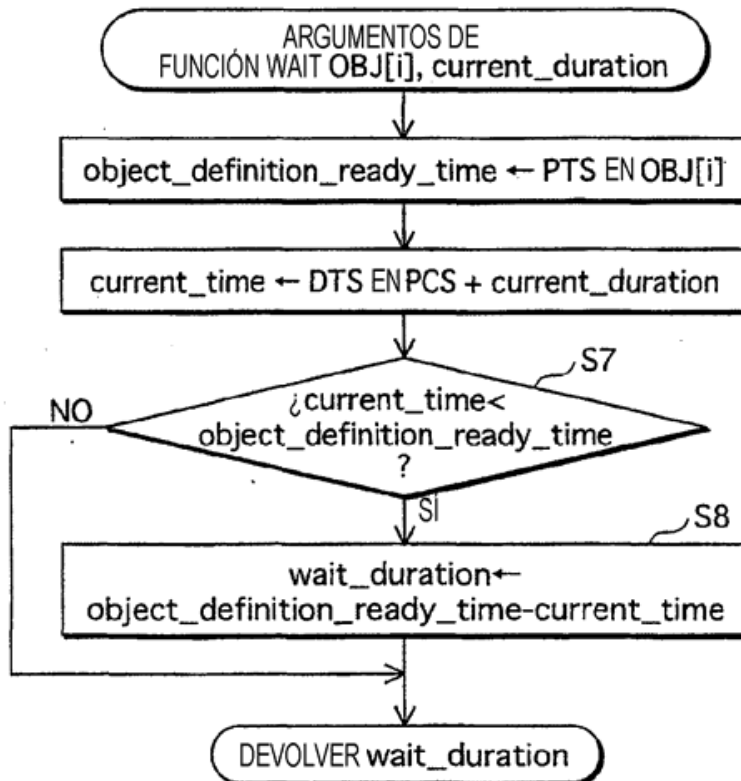 ARGUMENTOS DE
FUNCIÓN WAIT OBJ[i], current_duration
object_definition_ready_time ← PTS EN OBJ[i]
current_time ← DTS EN PCS + current_duration
S7
NO
¿current_time<
object_definition_ready_time
?
SÍ
S8
wait_duration←
object_definition_ready_time-current_time
DEVOLVER wait_duration